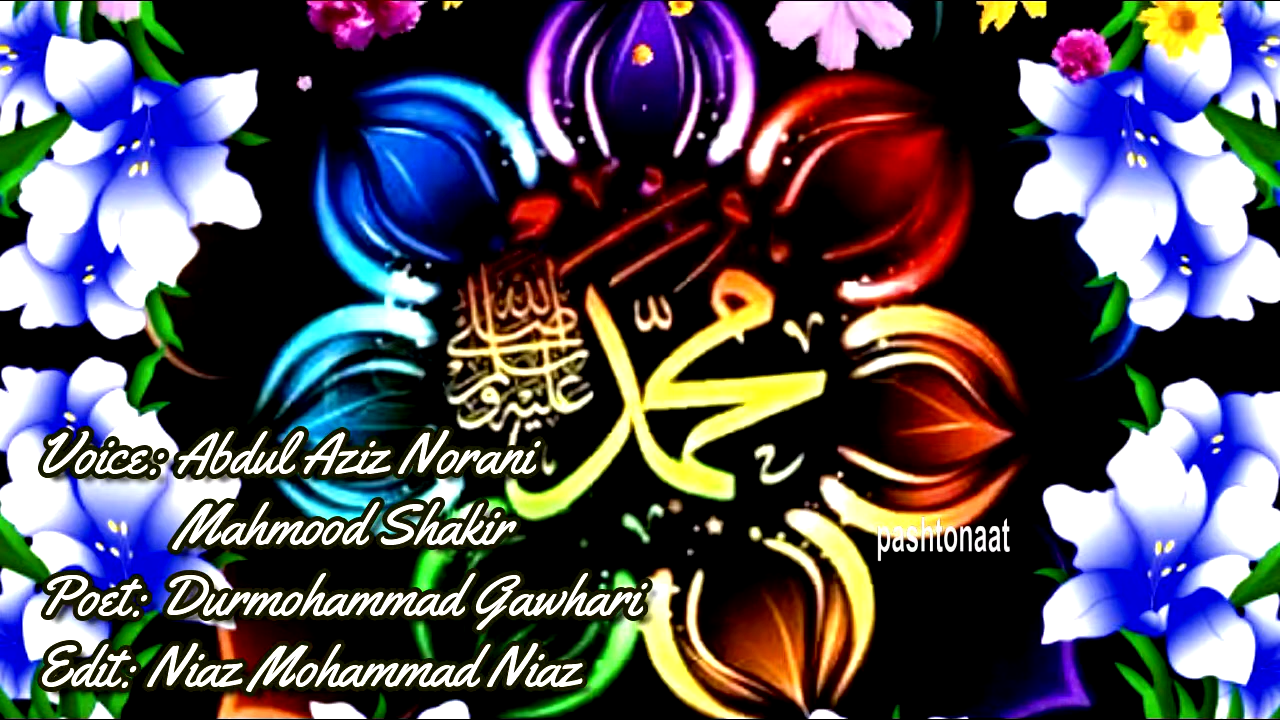 محمد
صلى الله عليه وسلم
Voice: Abdul Aziz Norani
Mahmood Shakir
pashtonaat
Poet: Durmohammad Gawhari
Edit: Niaz Mohammad Niaz